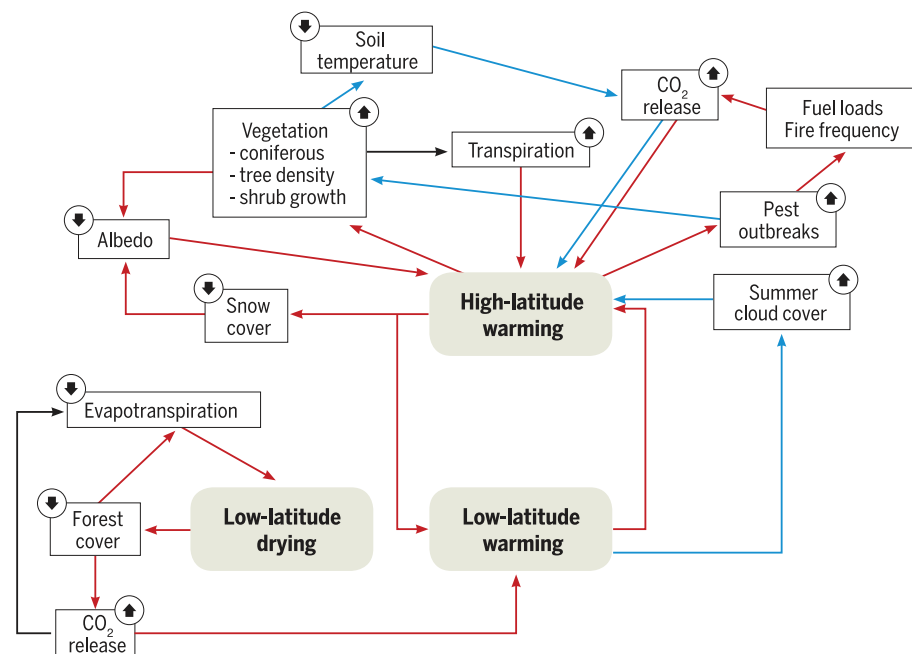 Soil
temperature
CO2
release
Fuel loads
Fire frequency
Vegetation
- coniferous
- tree density
- shrub growth
Transpiration
Pest
outbreaks
Albedo
Snow
cover
High-latitude
warming
Summer
cloud cover
Evapotranspiration
Forest
cover
Low-latitude
drying
Low-latitude
warming
CO2
release